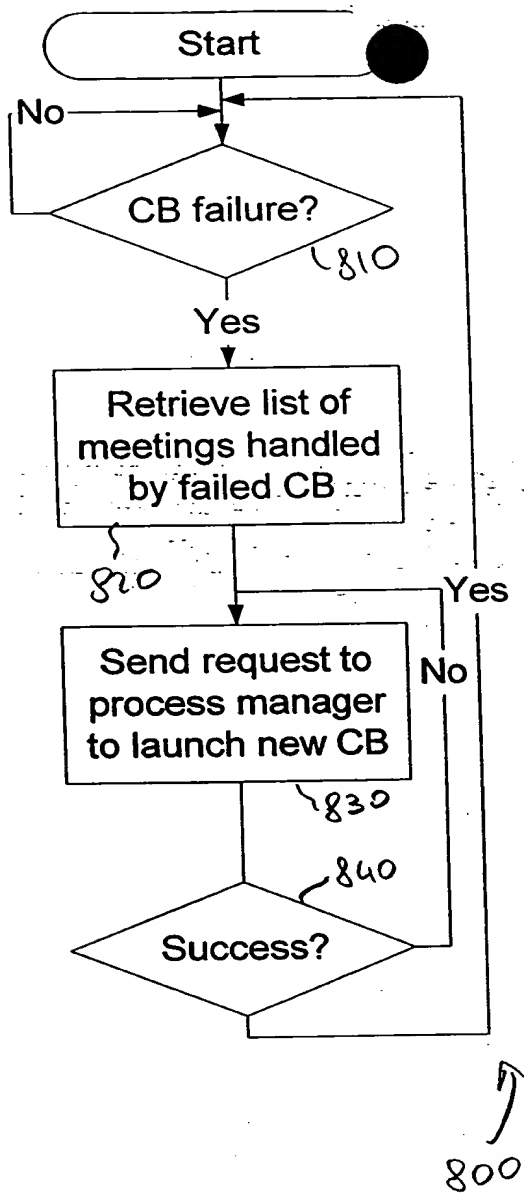 Start
No
CB failure?
810
Yes
Retrieve list of
meetings handled
by failed CB
820
Yes
Send request to
process manager
to launch new CB
No
830
840
Success?
800